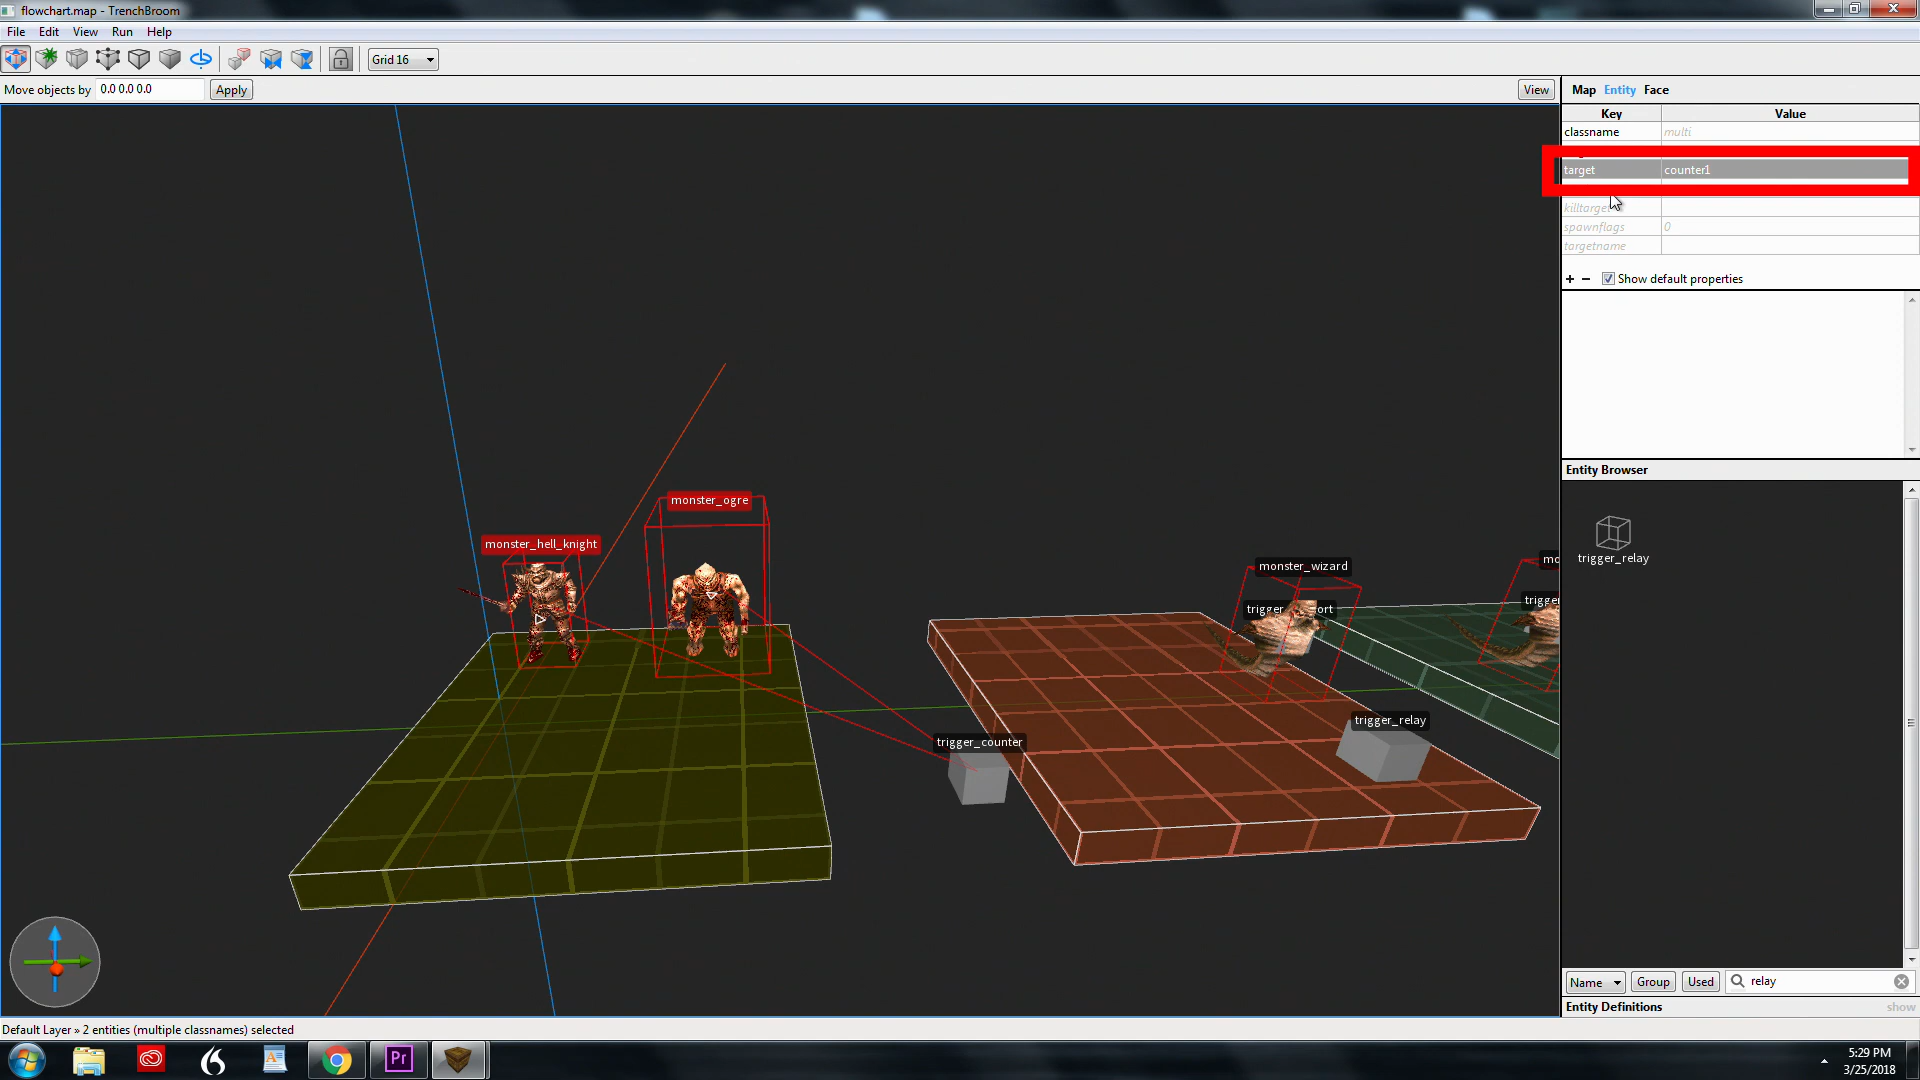 flowchart.map - TrenchBroom
File Edit View Run Help
Grid 16
Move objects by 0.0 0.0 0.0 Apply View
Map Entity Face
Key Value
classname multi
target counter1
killtarget
spawnflags 0
targetname
+ - Show default properties
Entity Browser
monster_ogre
monster_hell_knight
monster_wizard
trigger_relay
trigger_relay
trigger_counter
Name Group Used relay
Entity Definitions show
Default Layer » 2 entities (multiple classnames) selected
Pr
5:29 PM
3/25/2018